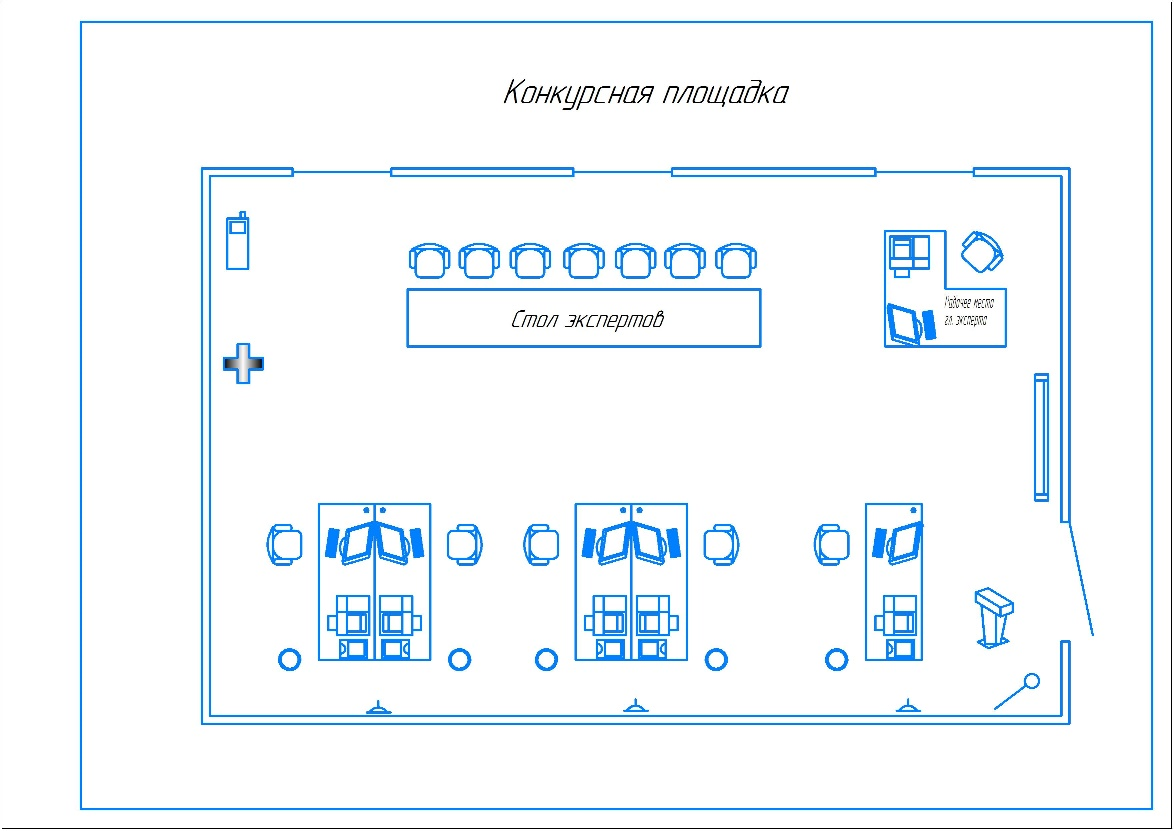 Конкурсная площадка
Стол экспертов
Рабочее место
гл. эксперта